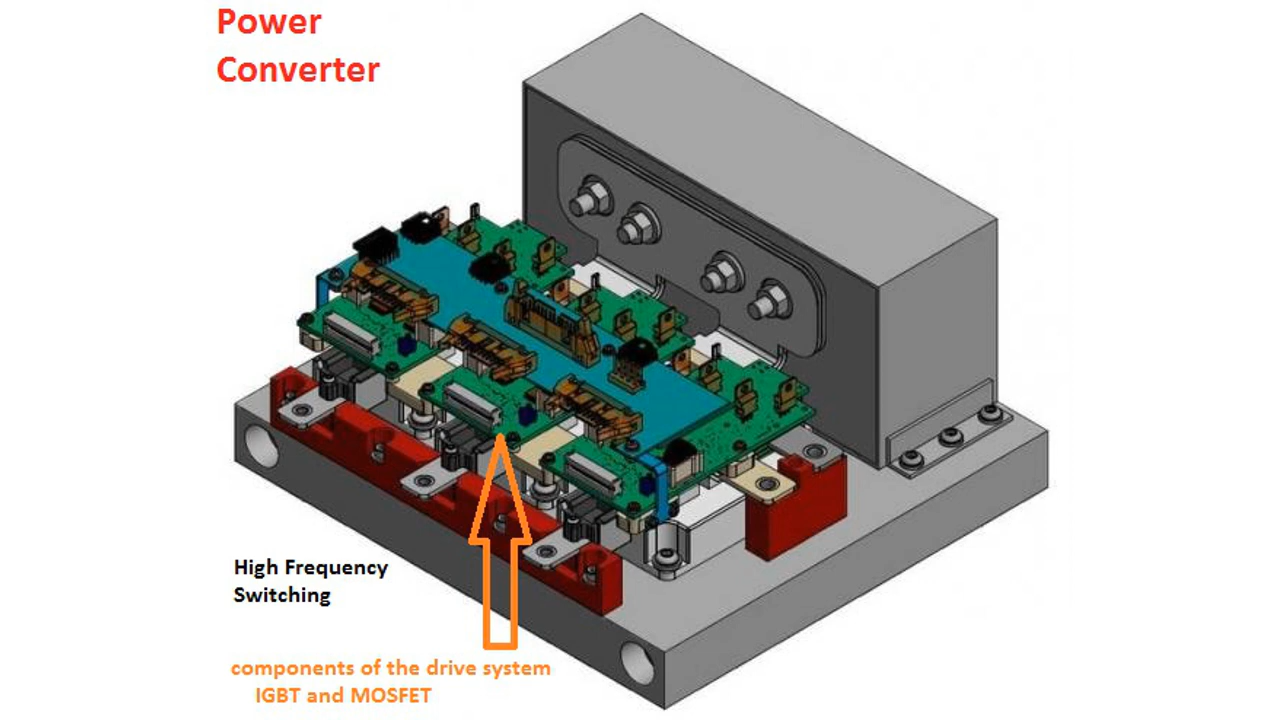 Power
Converter
High Frequency
Switching
components of the drive system
IGBT and MOSFET